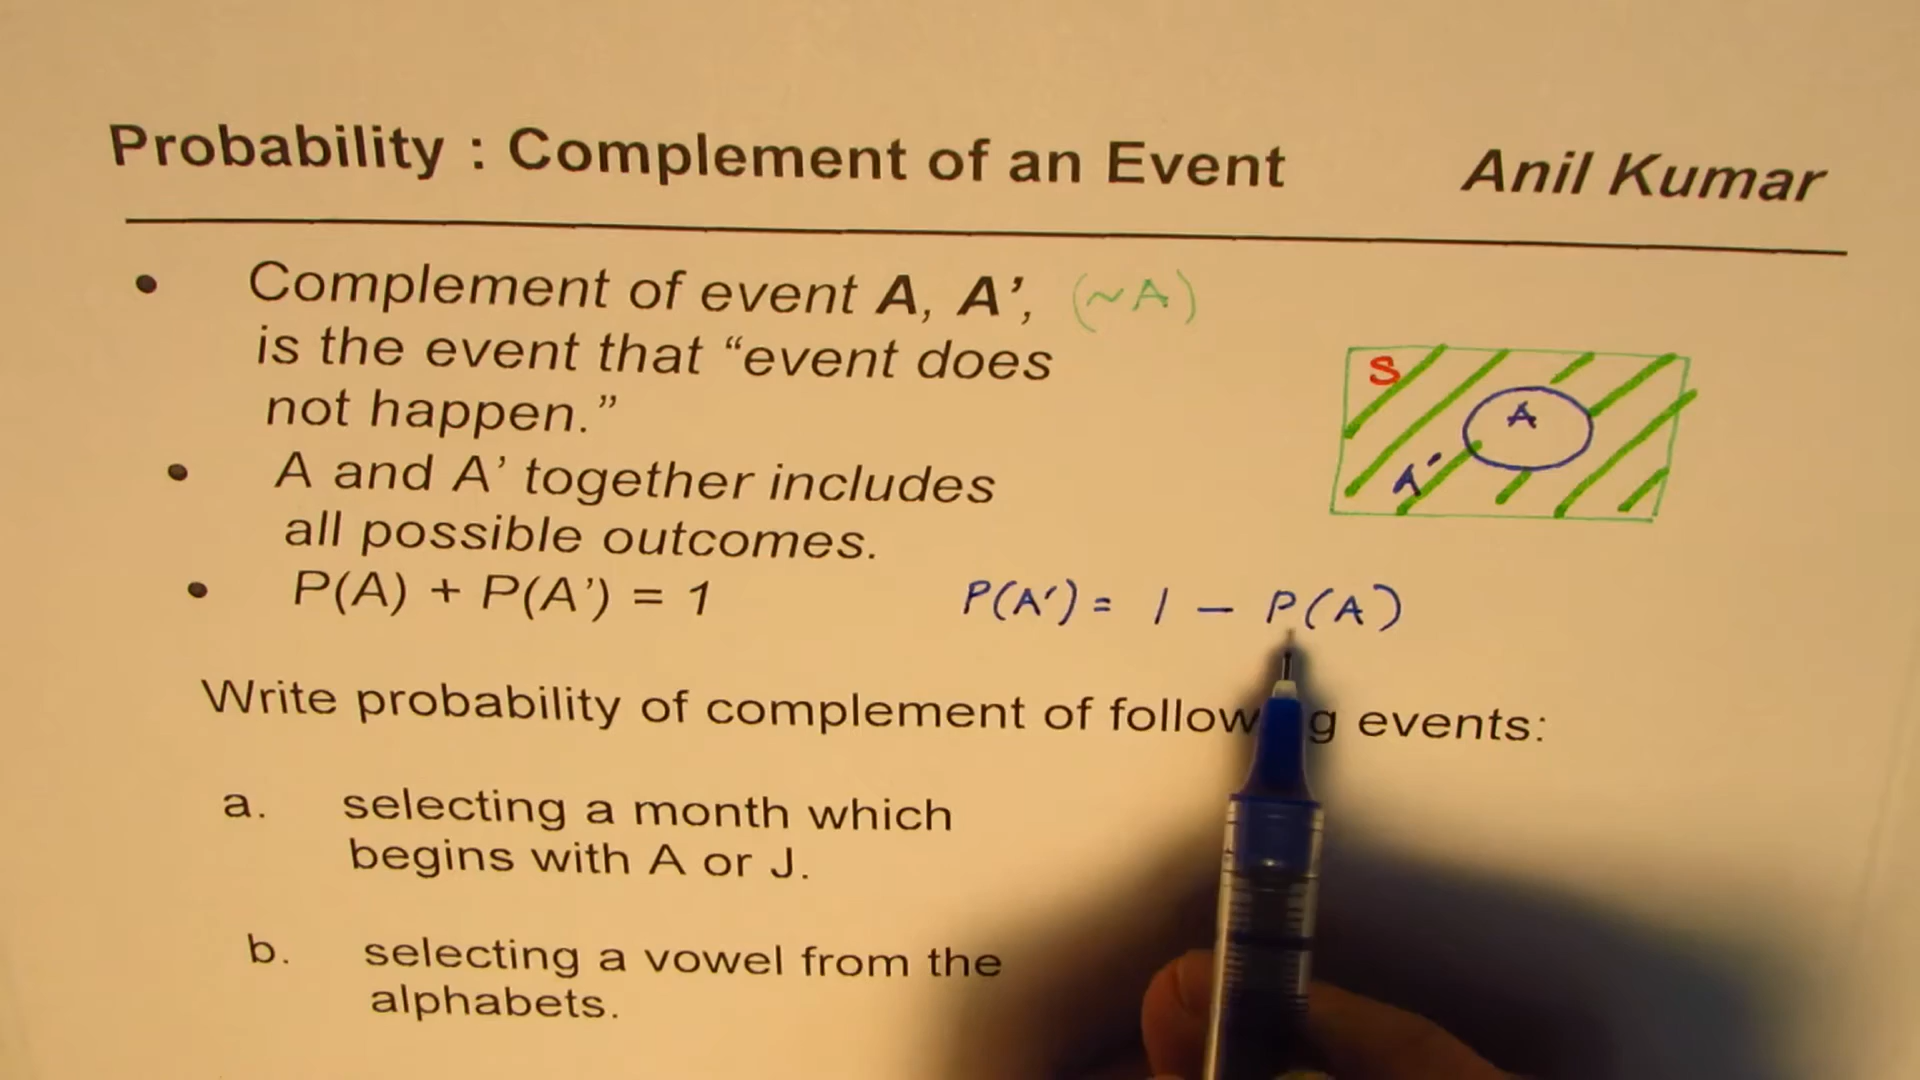 Probability : Complement of an Event Anil Kumar
• Complement of event A, A', (~A)
is the event that “event does
not happen.”
S
A
A'
• A and A' together includes
all possible outcomes.
• P(A) + P(A') = 1 P(A') = 1 - P(A)
Write probability of complement of following events:
a. selecting a month which
begins with A or J.
b. selecting a vowel from the
alphabets.